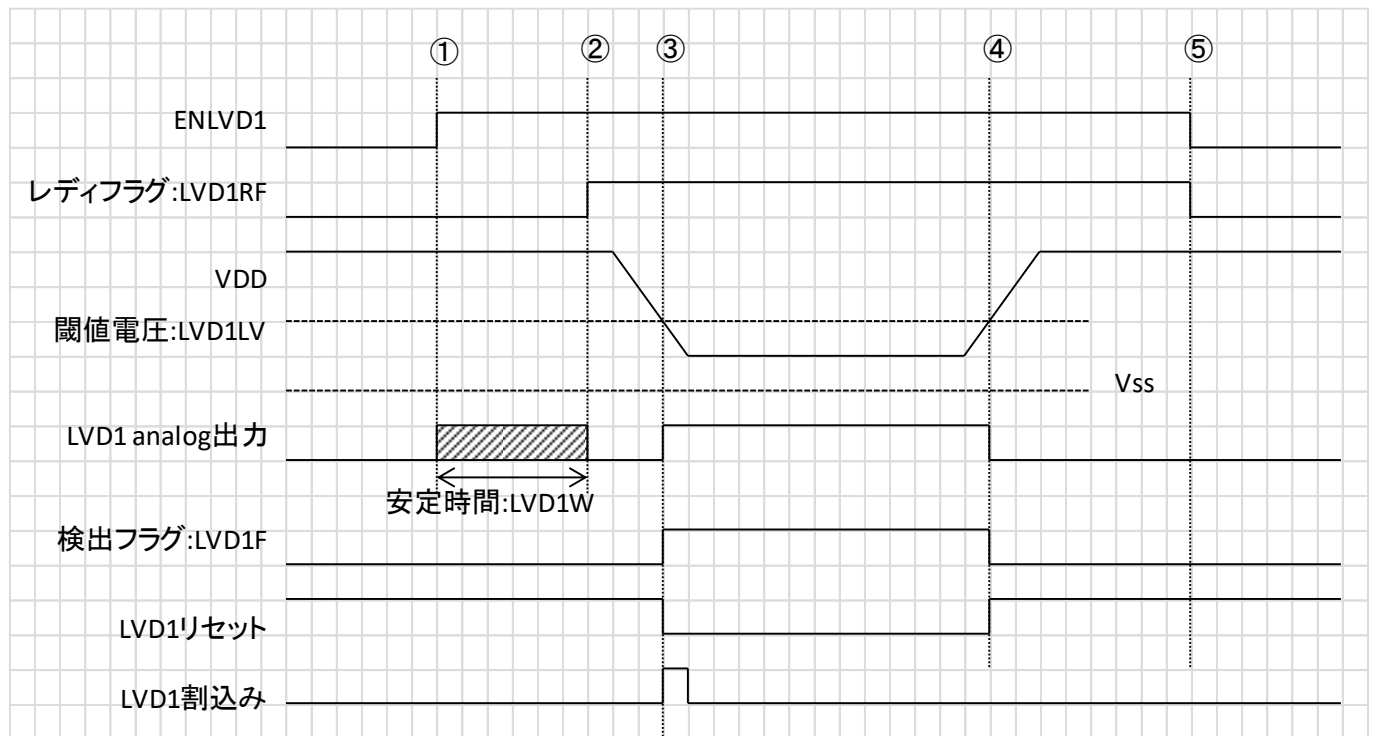 ① ② ③ ④ ⑤
ENLVD1
レディフラグ:LVD1RF
VDD
閾値電圧:LVD1LV
Vss
LVD1 analog出力
安定時間:LVD1W
検出フラグ:LVD1F
LVD1リセット
LVD1割込み